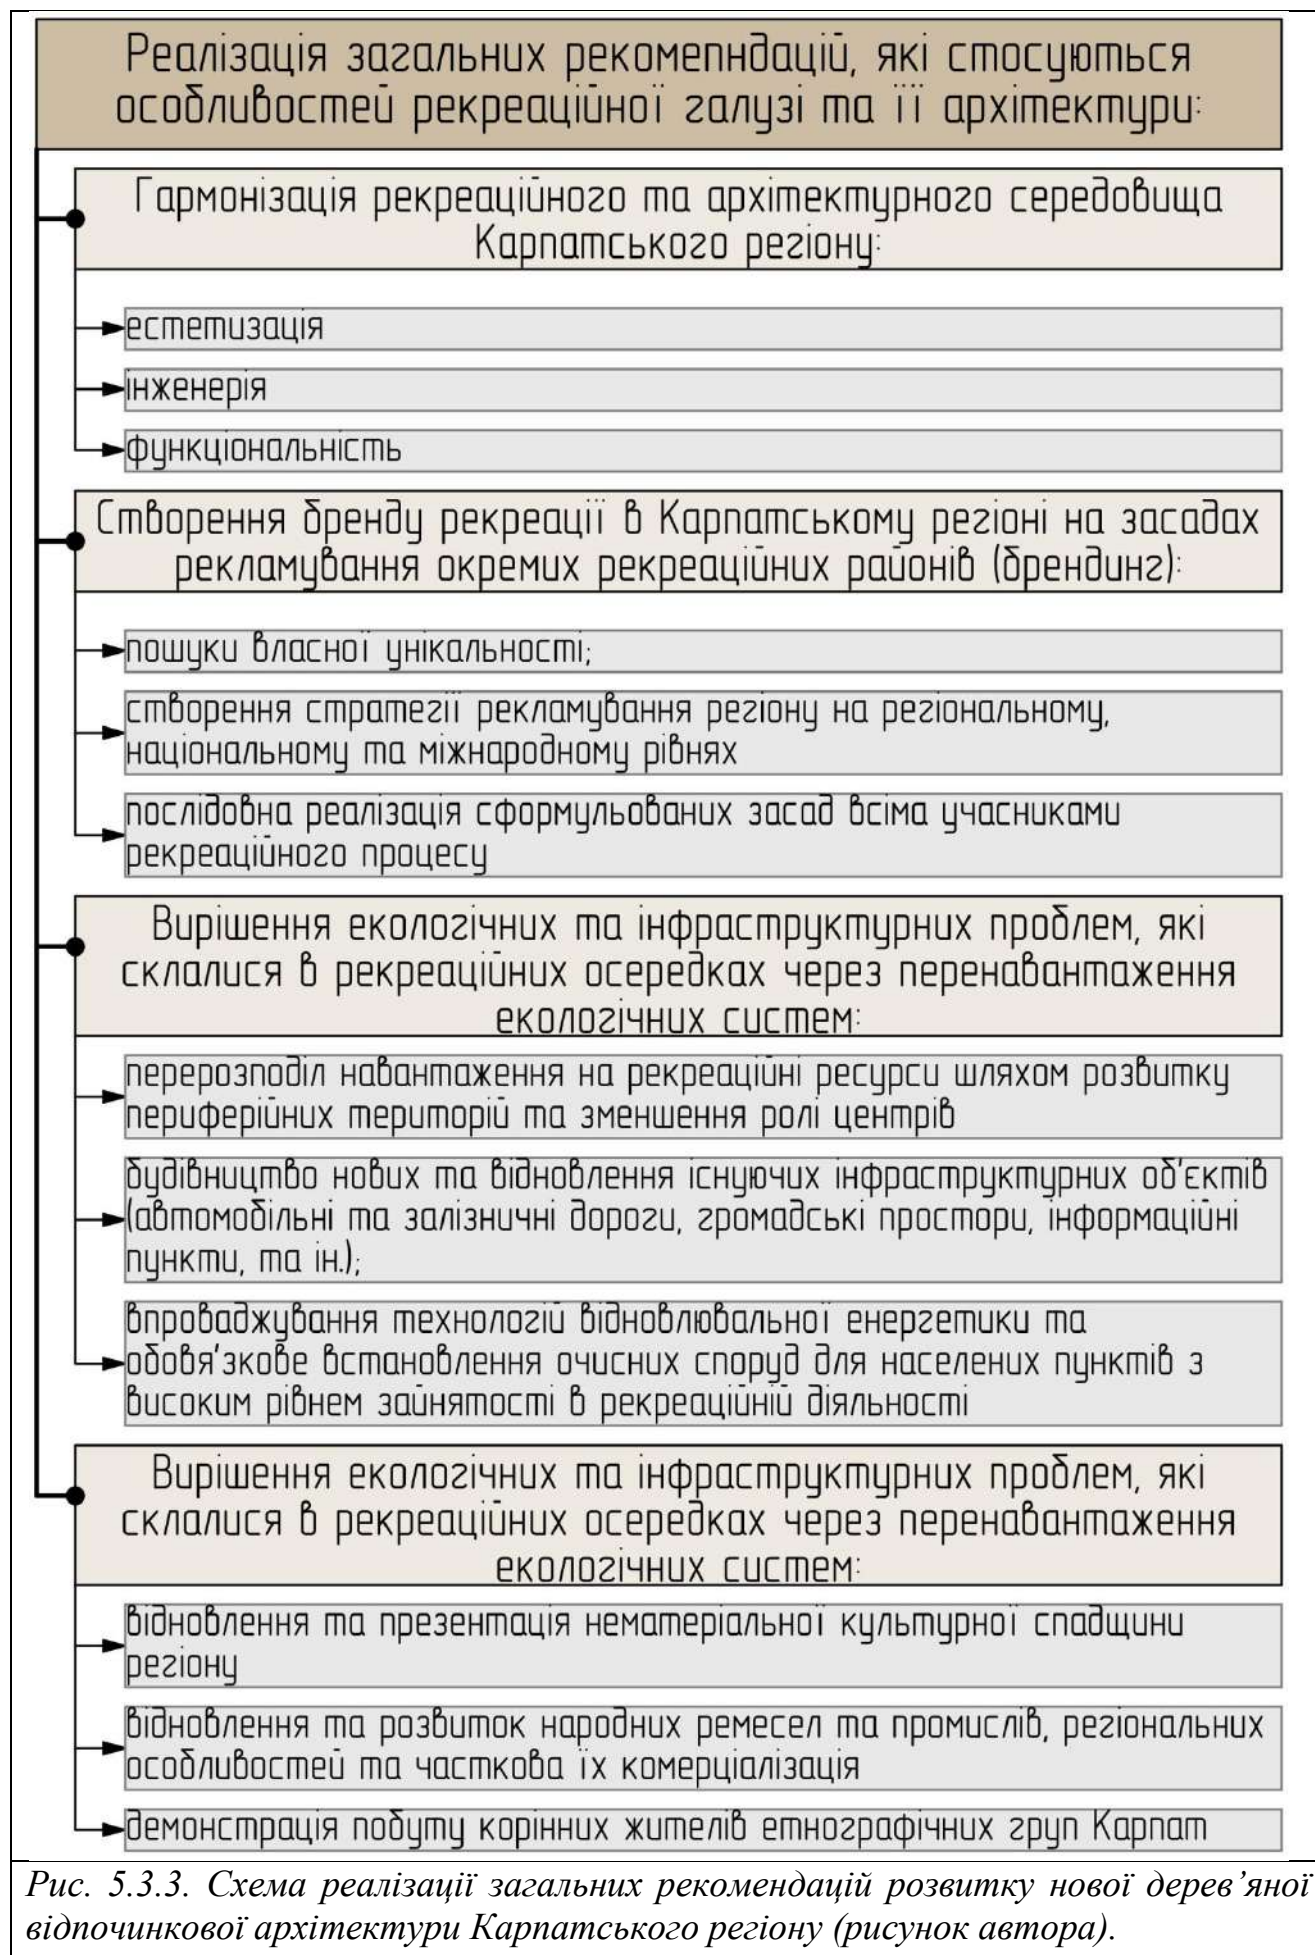 Реалізація загальних рекомепндацій, які стосуються
особливостей рекреаційної галузі та її архітектури:
Гармонізація рекреаційного та архітектурного середовища
Карпатського регіону:
естетизація
інженерія
функціональність
Створення бренду рекреації в Карпатському регіоні на засадах
рекламування окремих рекреаційних районів (брендинг):
пошуки власної унікальності;
створення стратегії рекламування регіону на регіональному,
національному та міжнародному рівнях
послідовна реалізація сформульованих засад всіма учасниками
рекреаційного процесу
Вирішення екологічних та інфраструктурних проблем, які
склалися в рекреаційних осередках через перенавантаження
екологічних систем:
перерозподіл навантаження на рекреаційні ресурси шляхом розвитку
периферійних територій та зменшення ролі центрів
будівництво нових та відновлення існуючих інфраструктурних об'єктів
(автомобільні та залізничні дороги, громадські простори, інформаційні
пункти, та ін.);
впроваджування технологій відновлювальної енергетики та
обовя'зкове встановлення очисних споруд для населених пунктів з
високим рівнем зайнятості в рекреаційній діяльності
Вирішення екологічних та інфраструктурних проблем, які
склалися в рекреаційних осередках через перенавантаження
екологічних систем:
відновлення та презентація нематеріальної культурної спадщини
регіону
відновлення та розвиток народних ремесел та промислів, регіональних
особливостей та часткова їх комерціалізація
демонстрація побуту корінних жителів етнографічних груп Карпат
Рис. 5.3.3. Схема реалізації загальних рекомендацій розвитку нової дерев’яної
відпочинкової архітектури Карпатського регіону (рисунок автора).